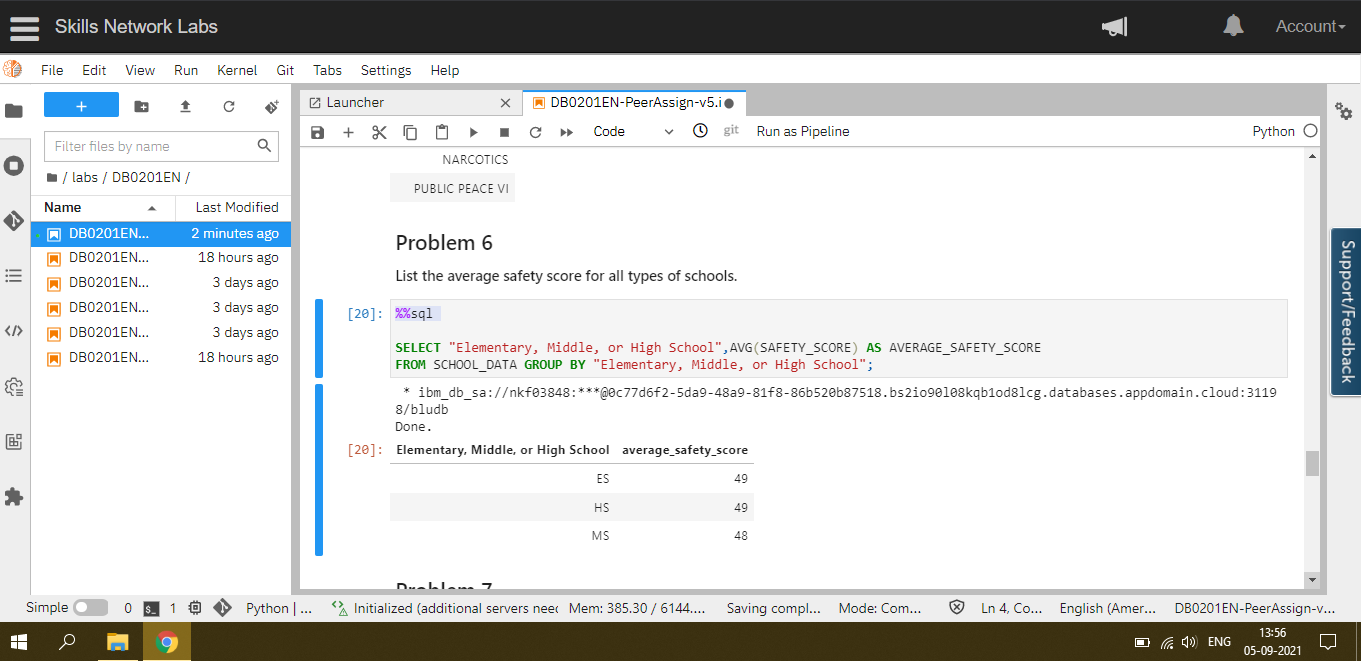 Skills Network Labs
Account
File Edit View Run Kernel Git Tabs Settings Help
+
Filter files by name
/ labs / DB0201EN /
Name Last Modified
DB0201EN... 2 minutes ago
DB0201EN... 18 hours ago
DB0201EN... 3 days ago
DB0201EN... 3 days ago
DB0201EN... 3 days ago
DB0201EN... 18 hours ago
Launcher
DB0201EN-PeerAssign-v5.i
Code git Run as Pipeline Python
NARCOTICS
PUBLIC PEACE VI
Problem 6
List the average safety score for all types of schools.
[20]: %%sql
SELECT "Elementary, Middle, or High School",AVG(SAFETY_SCORE) AS AVERAGE_SAFETY_SCORE
FROM SCHOOL_DATA GROUP BY "Elementary, Middle, or High School";
* ibm_db_sa://nkf03848:***@0c77d6f2-5da9-48a9-81f8-86b520b87518.bs2io90l08kqb1od8lcg.databases.appdomain.cloud:3119
8/bludb
Done.
[20]: Elementary, Middle, or High School average_safety_score
ES 49
HS 49
MS 48
Problem 7
Support/Feedback
Simple 0 $_ 1 Python | ... Initialized (additional servers neec Mem: 385.30 / 6144.... Saving compl... Mode: Com... Ln 4, Co... English (Amer... DB0201EN-PeerAssign-v...
ENG
13:56
05-09-2021